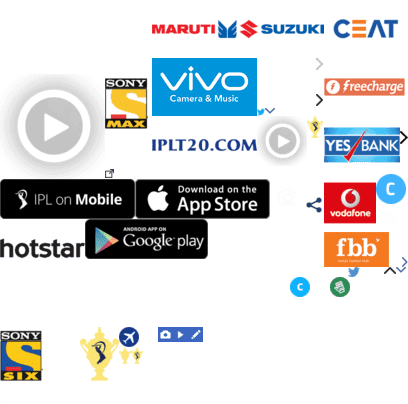 MARUTI SUZUKI
CEAT
SONY
MAX
vivo
Camera & Music
freecharge
IPLT20.COM
YES BANK
IPL on Mobile
Download on the
App Store
vodafone
C
hotstar
ANDROID APP ON
Google play
fbb
C
SONY
SIX